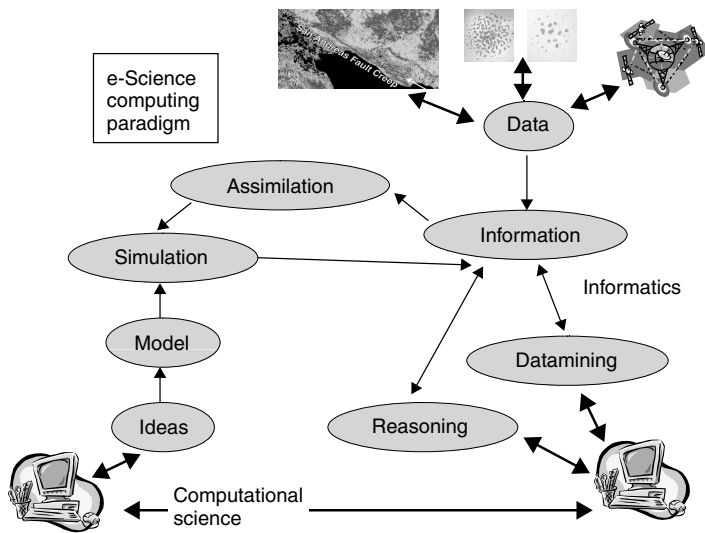 San Andreas Fault Creep
e-Science
computing
paradigm
Data
Assimilation
Information
Simulation
Informatics
Model
Datamining
Ideas
Reasoning
Computational
science